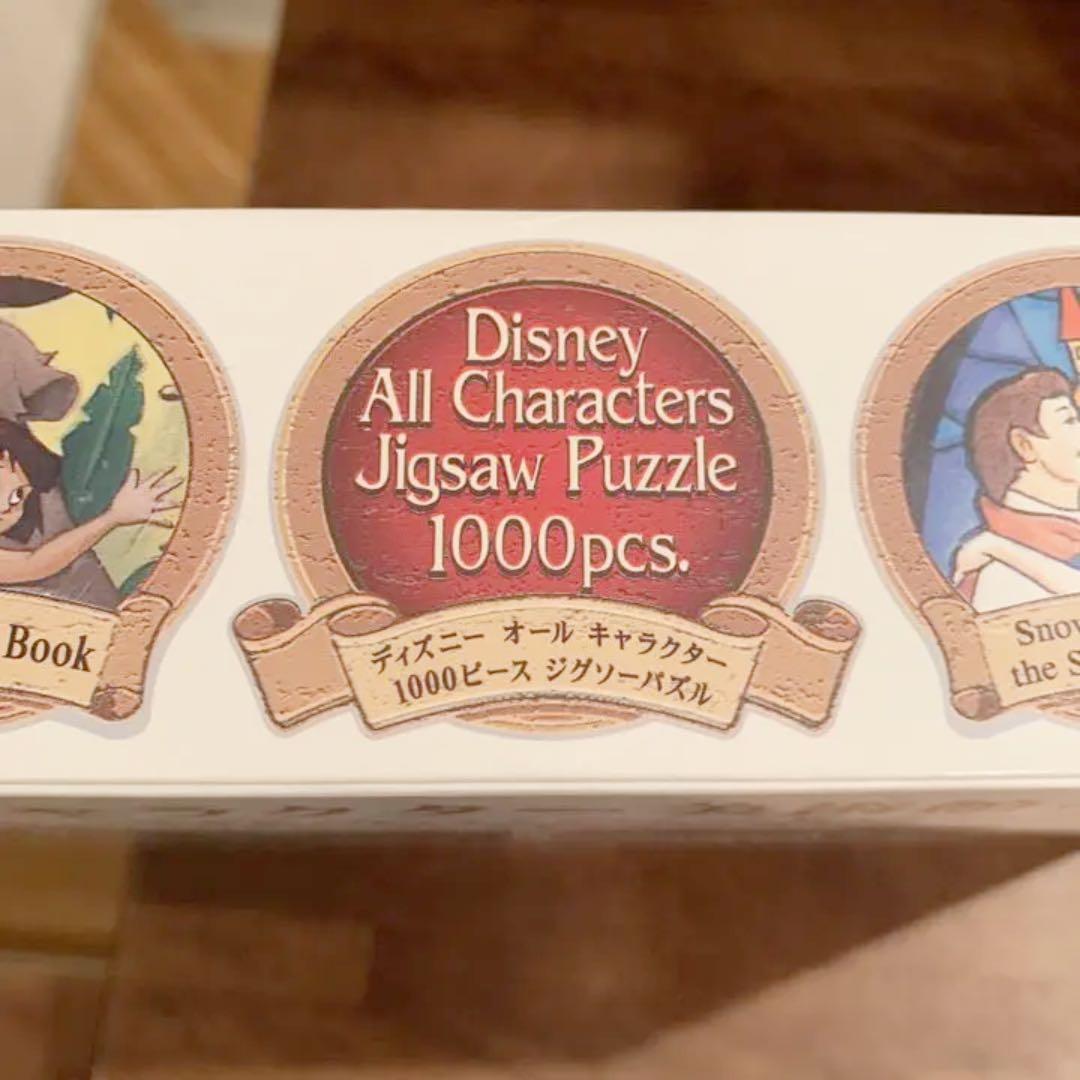 Disney
All Characters
Jigsaw Puzzle
1000pcs.
ディズニー オール キャラクター
1000ピース ジグソーパズル
Book
Snow
the S